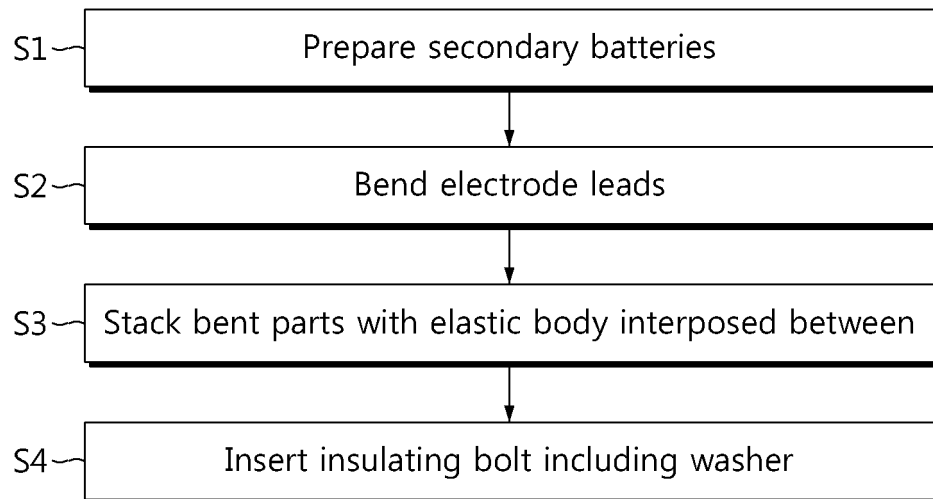 S1 Prepare secondary batteries
S2 Bend electrode leads
S3 Stack bent parts with elastic body interposed between
S4 Insert insulating bolt including washer